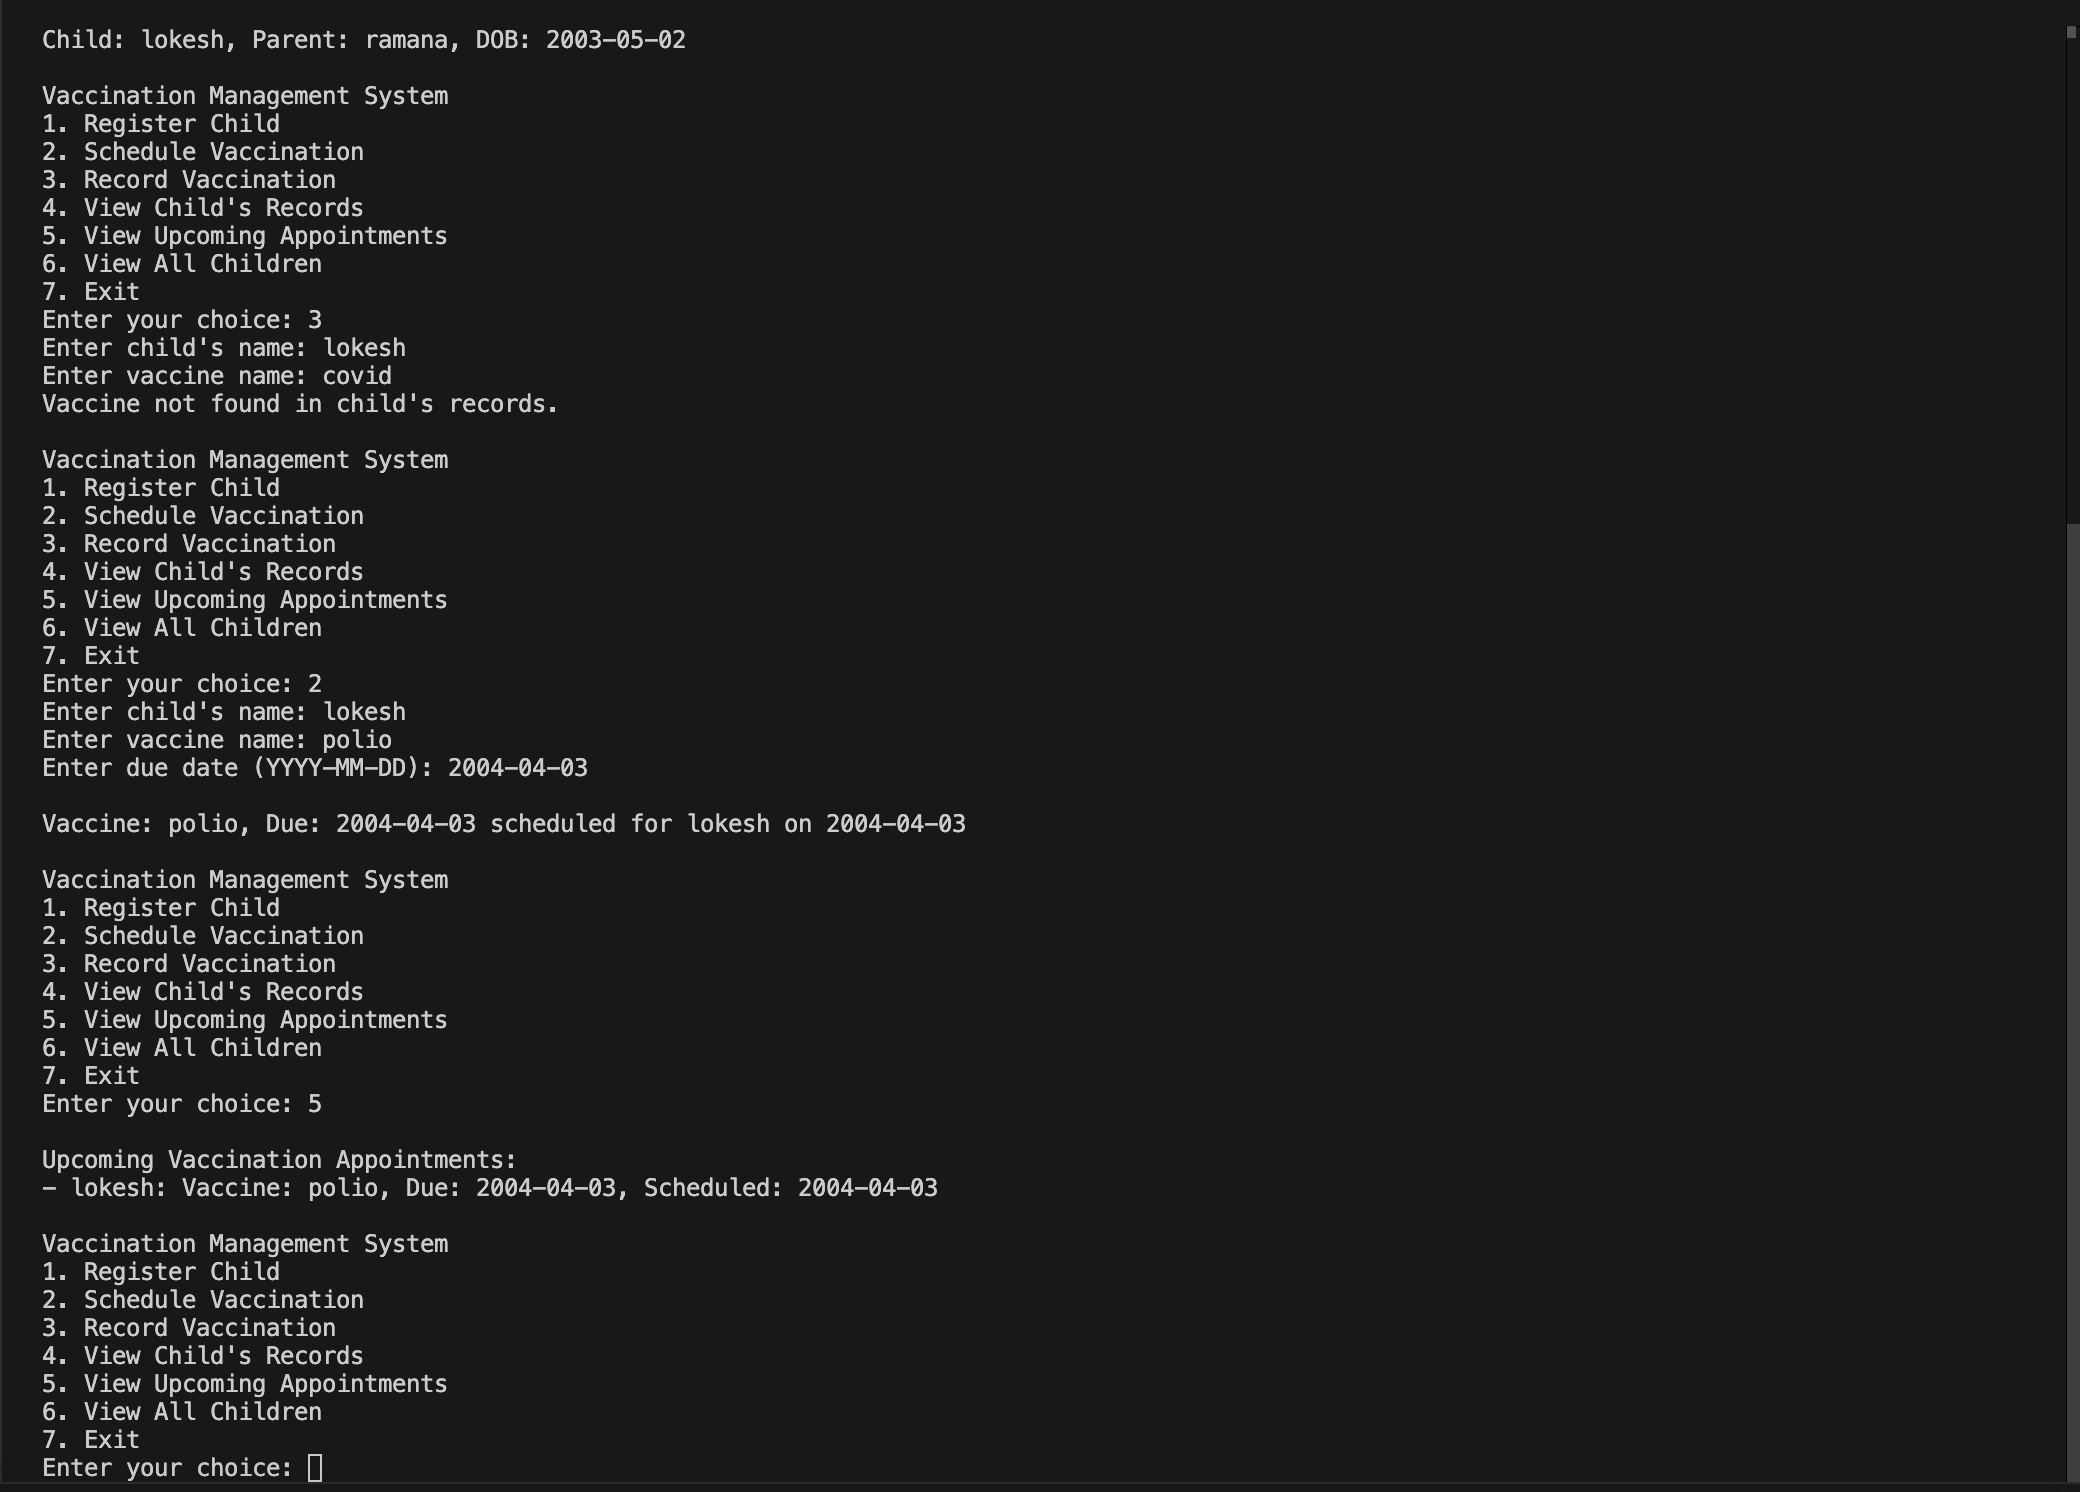 Child: lokesh, Parent: ramana, DOB: 2003-05-02
Vaccination Management System
1. Register Child
2. Schedule Vaccination
3. Record Vaccination
4. View Child's Records
5. View Upcoming Appointments
6. View All Children
7. Exit
Enter your choice: 3
Enter child's name: lokesh
Enter vaccine name: covid
Vaccine not found in child's records.
Vaccination Management System
1. Register Child
2. Schedule Vaccination
3. Record Vaccination
4. View Child's Records
5. View Upcoming Appointments
6. View All Children
7. Exit
Enter your choice: 2
Enter child's name: lokesh
Enter vaccine name: polio
Enter due date (YYYY-MM-DD): 2004-04-03
Vaccine: polio, Due: 2004-04-03 scheduled for lokesh on 2004-04-03
Vaccination Management System
1. Register Child
2. Schedule Vaccination
3. Record Vaccination
4. View Child's Records
5. View Upcoming Appointments
6. View All Children
7. Exit
Enter your choice: 5
Upcoming Vaccination Appointments:
- lokesh: Vaccine: polio, Due: 2004-04-03, Scheduled: 2004-04-03
Vaccination Management System
1. Register Child
2. Schedule Vaccination
3. Record Vaccination
4. View Child's Records
5. View Upcoming Appointments
6. View All Children
7. Exit
Enter your choice: